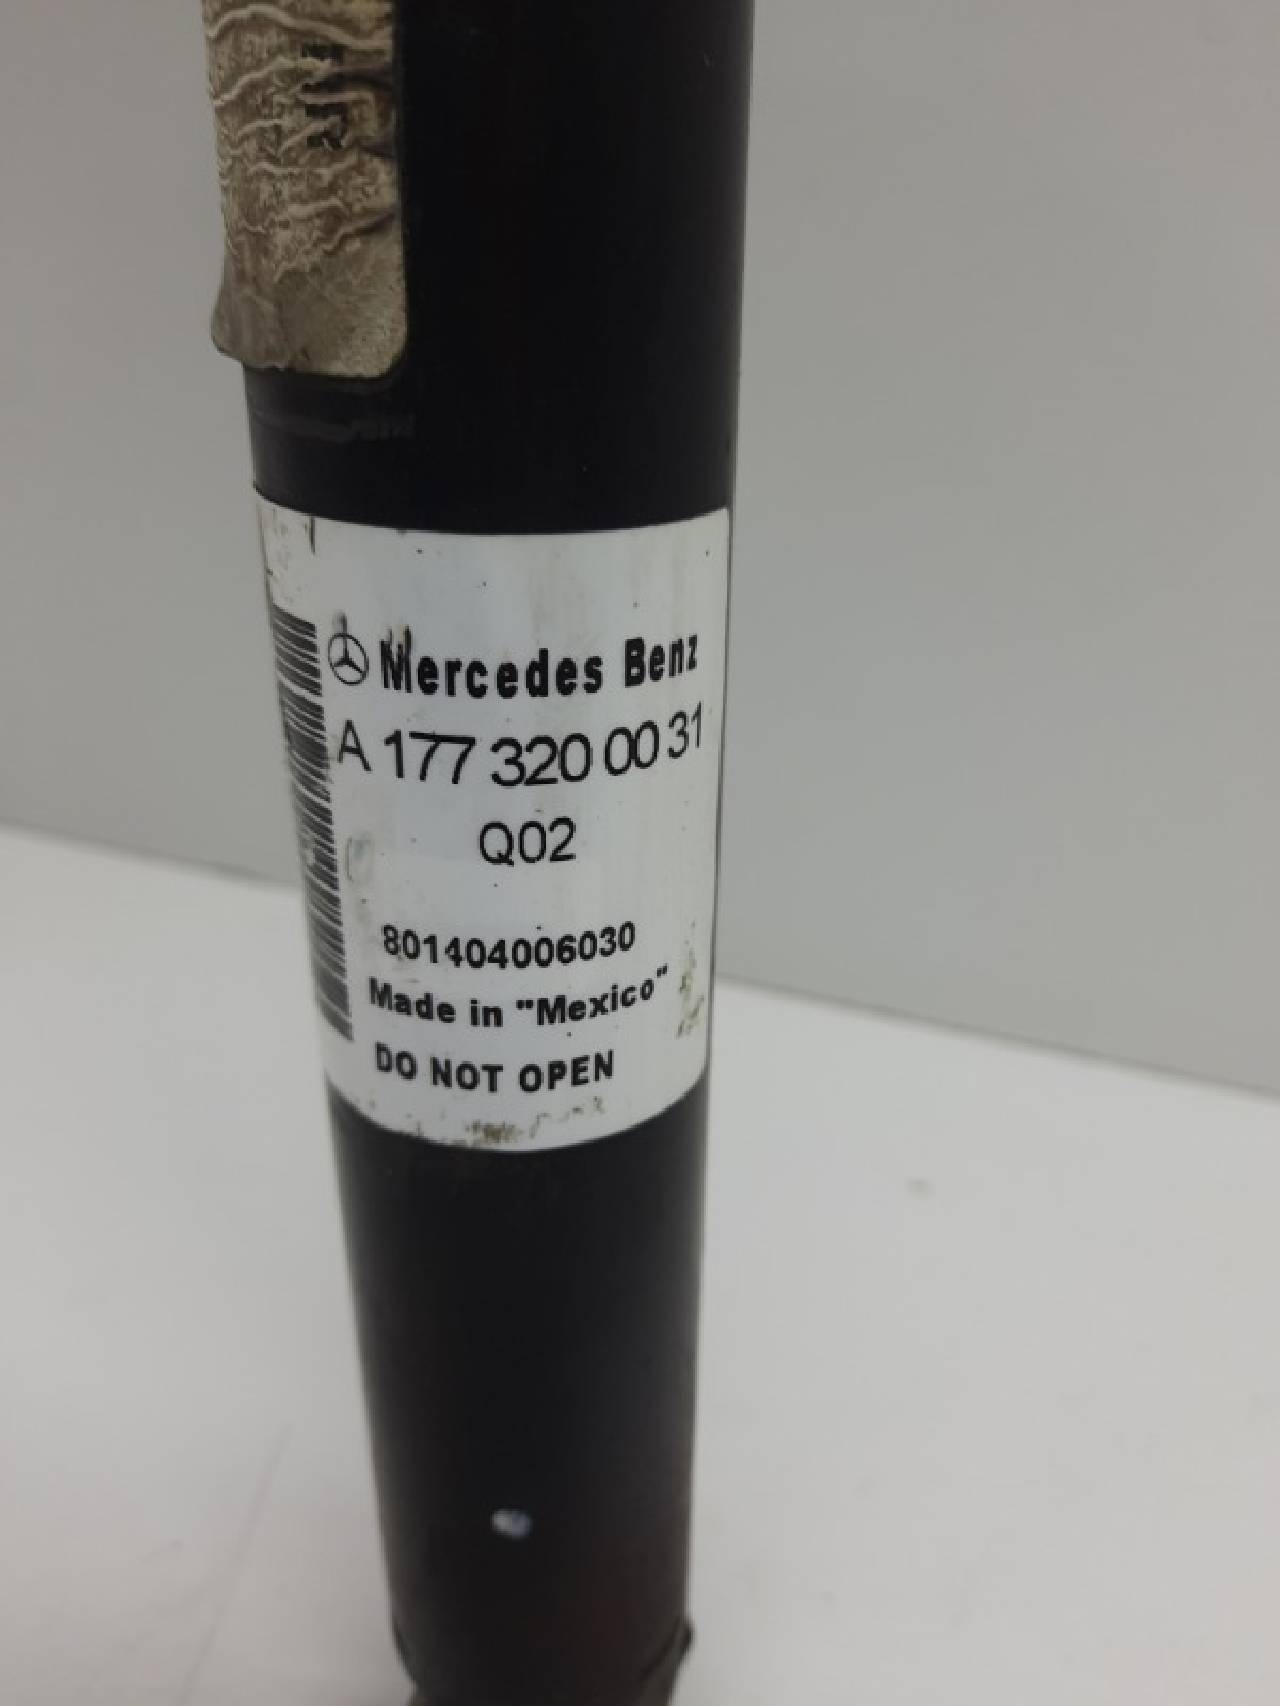 Mercedes Benz
A 177 320 00 31
Q02
801404006030
Made in "Mexico"
DO NOT OPEN